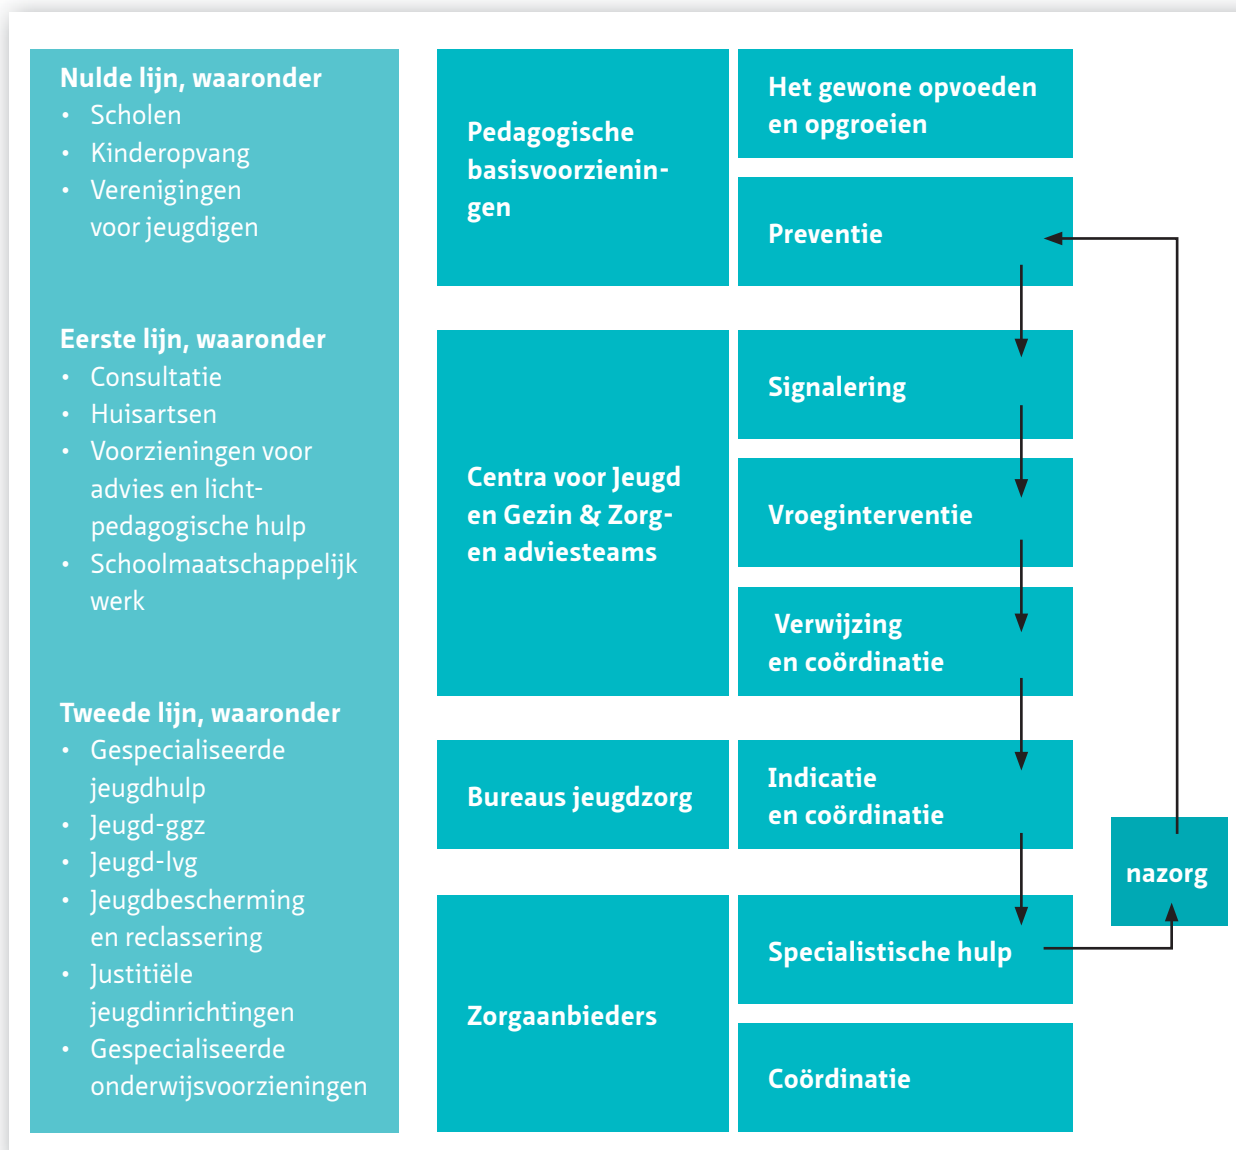 Nulde lijn, waaronder
• Scholen
• Kinderopvang
• Verenigingen
voor jeugdigen
Eerste lijn, waaronder
• Consultatie
• Huisartsen
• Voorzieningen voor
advies en licht-
pedagogische hulp
• Schoolmaatschappelijk
werk
Tweede lijn, waaronder
• Gespecialiseerde
jeugdhulp
• Jeugd-ggz
• Jeugd-lvg
• Jeugdbescherming
en reclassering
• Justitiële
jeugdinrichtingen
• Gespecialiseerde
onderwijsvoorzieningen
Pedagogische
basisvoorzienin-
gen
Het gewone opvoeden
en opgroeien
Preventie
Centra voor Jeugd
en Gezin & Zorg-
en adviesteams
Signalering
Vroeginterventie
Verwijzing
en coördinatie
Bureaus jeugdzorg
Indicatie
en coördinatie
Zorgaanbieders
Specialistische hulp
Coördinatie
nazorg